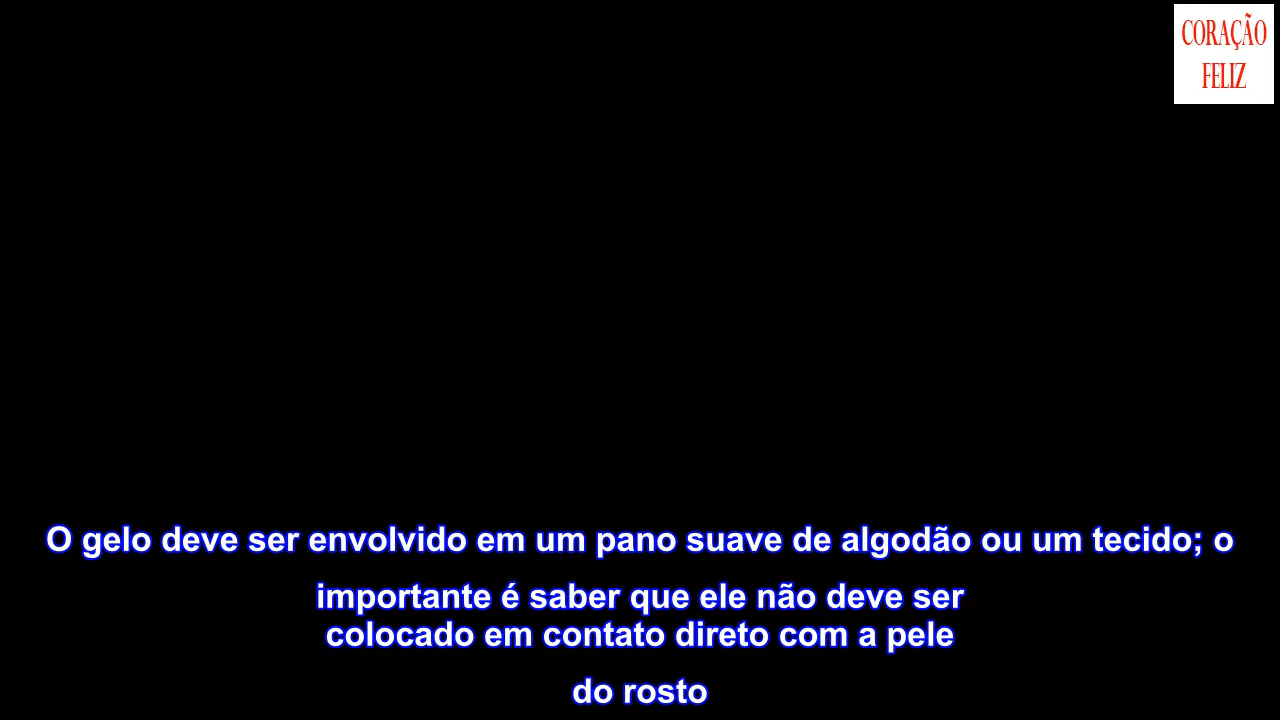 CORAÇÃO
FELIZ
O gelo deve ser envolvido em um pano suave de algodão ou um tecido; o
importante é saber que ele não deve ser
colocado em contato direto com a pele
do rosto